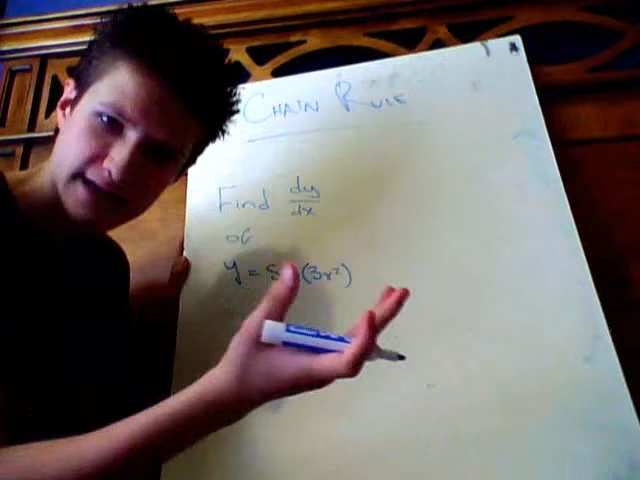 CHAIN RULE
Find dy/dx
of
y = S (3x²)